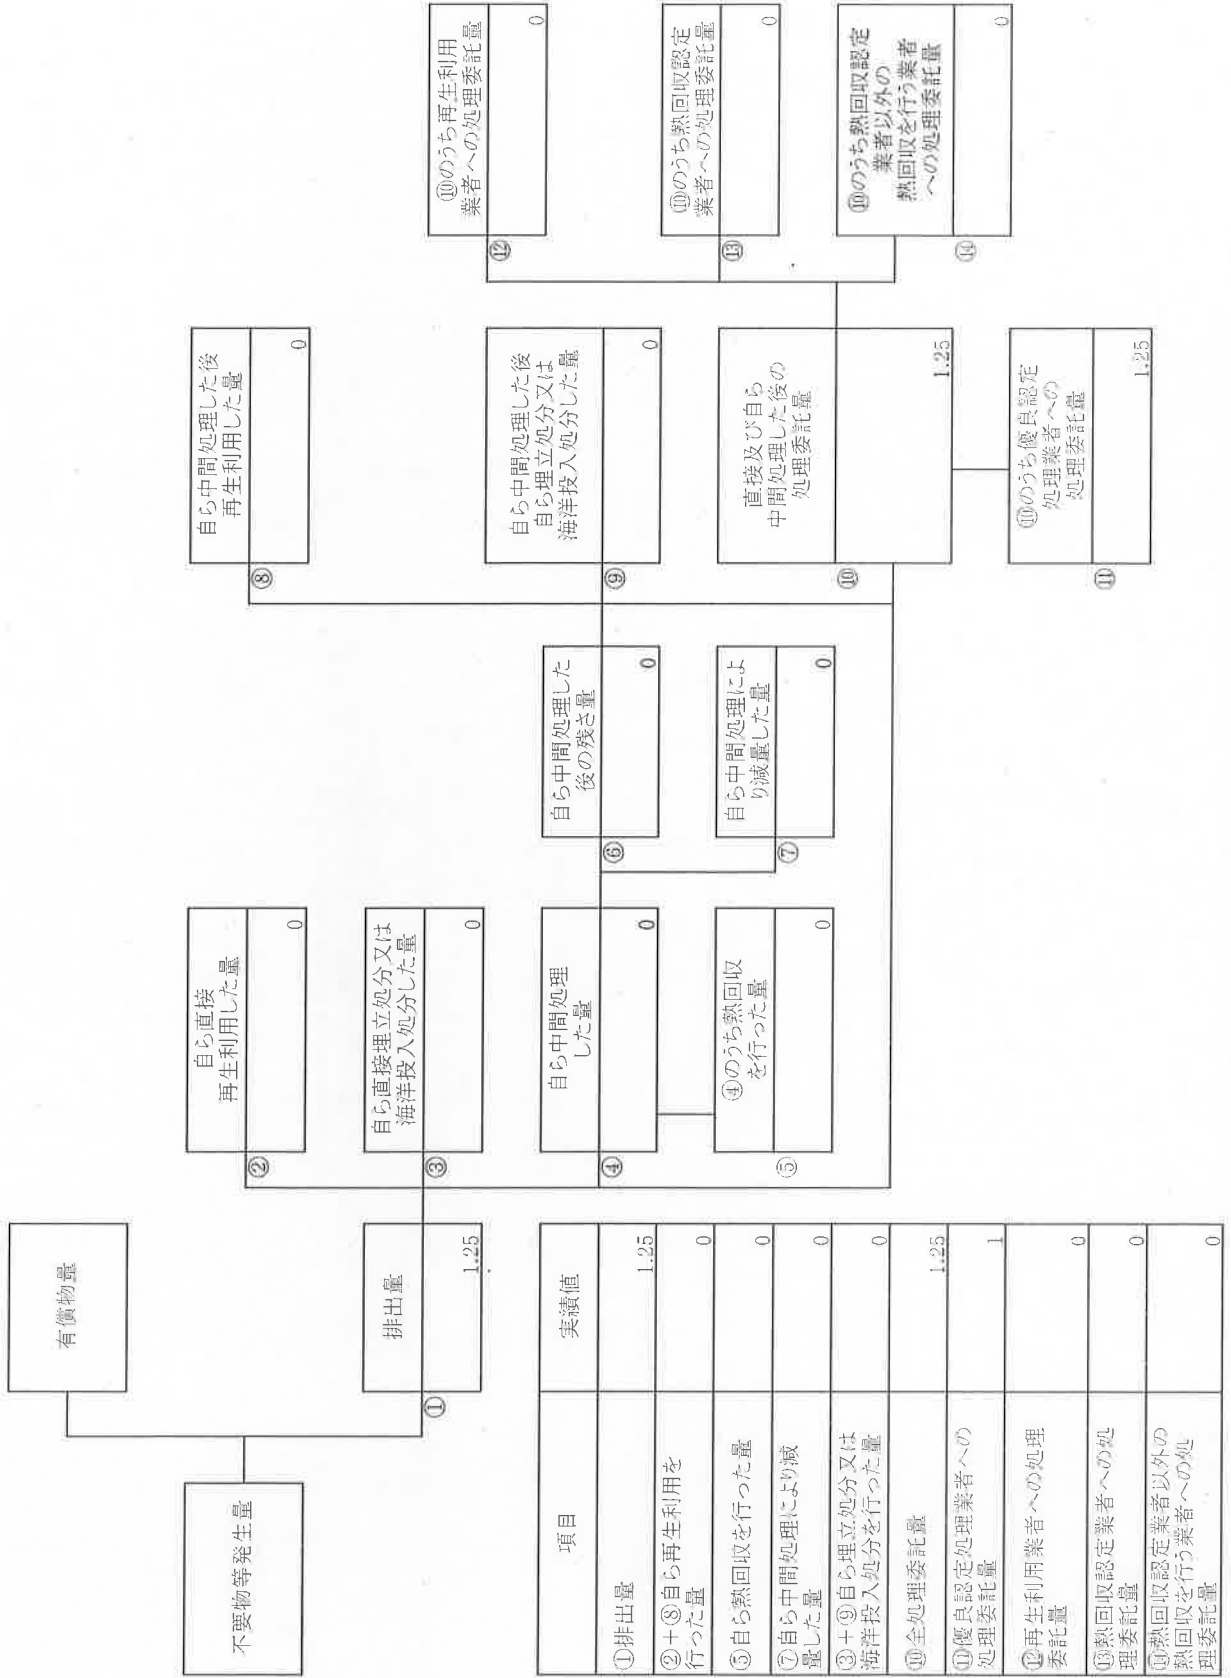 不要物等発生量
有償物量
①
排出量
1.25
②
自ら直接
再生利用した量
0
③
自ら直接埋立処分又は
海洋投入処分した量
0
④
自ら中間処理
した量
0
⑤
④のうち熱回収
を行った量
0
⑥
自ら中間処理した
後の残さ量
0
⑦
自ら中間処理によ
り減量した量
0
⑧
自ら中間処理した後
再生利用した量
0
⑨
自ら中間処理した後
自ら埋立処分又は
海洋投入処分した量
0
⑩
直接及び自ら
中間処理した後の
処理委託量
1.25
⑪
⑩のうち優良認定
処理業者への
処理委託量
1.25
⑫
⑩のうち再生利用
業者への処理委託量
0
⑬
⑩のうち熱回収認定
業者への処理委託量
0
⑭
⑩のうち熱回収認定
業者以外の
熱回収を行う業者
への処理委託量
0
項目
実績値
①排出量
1.25
②+⑧自ら再生利用を
行った量
0
⑤自ら熱回収を行った量
0
⑦自ら中間処理により減
量した量
0
③+⑨自ら埋立処分又は
海洋投入処分を行った量
0
⑩全処理委託量
1.25
⑪優良認定処理業者への
処理委託量
1
⑫再生利用業者への処理
委託量
0
⑬熱回収認定業者への処
理委託量
0
⑭熱回収認定業者以外の
熱回収を行う業者への処
理委託量
0